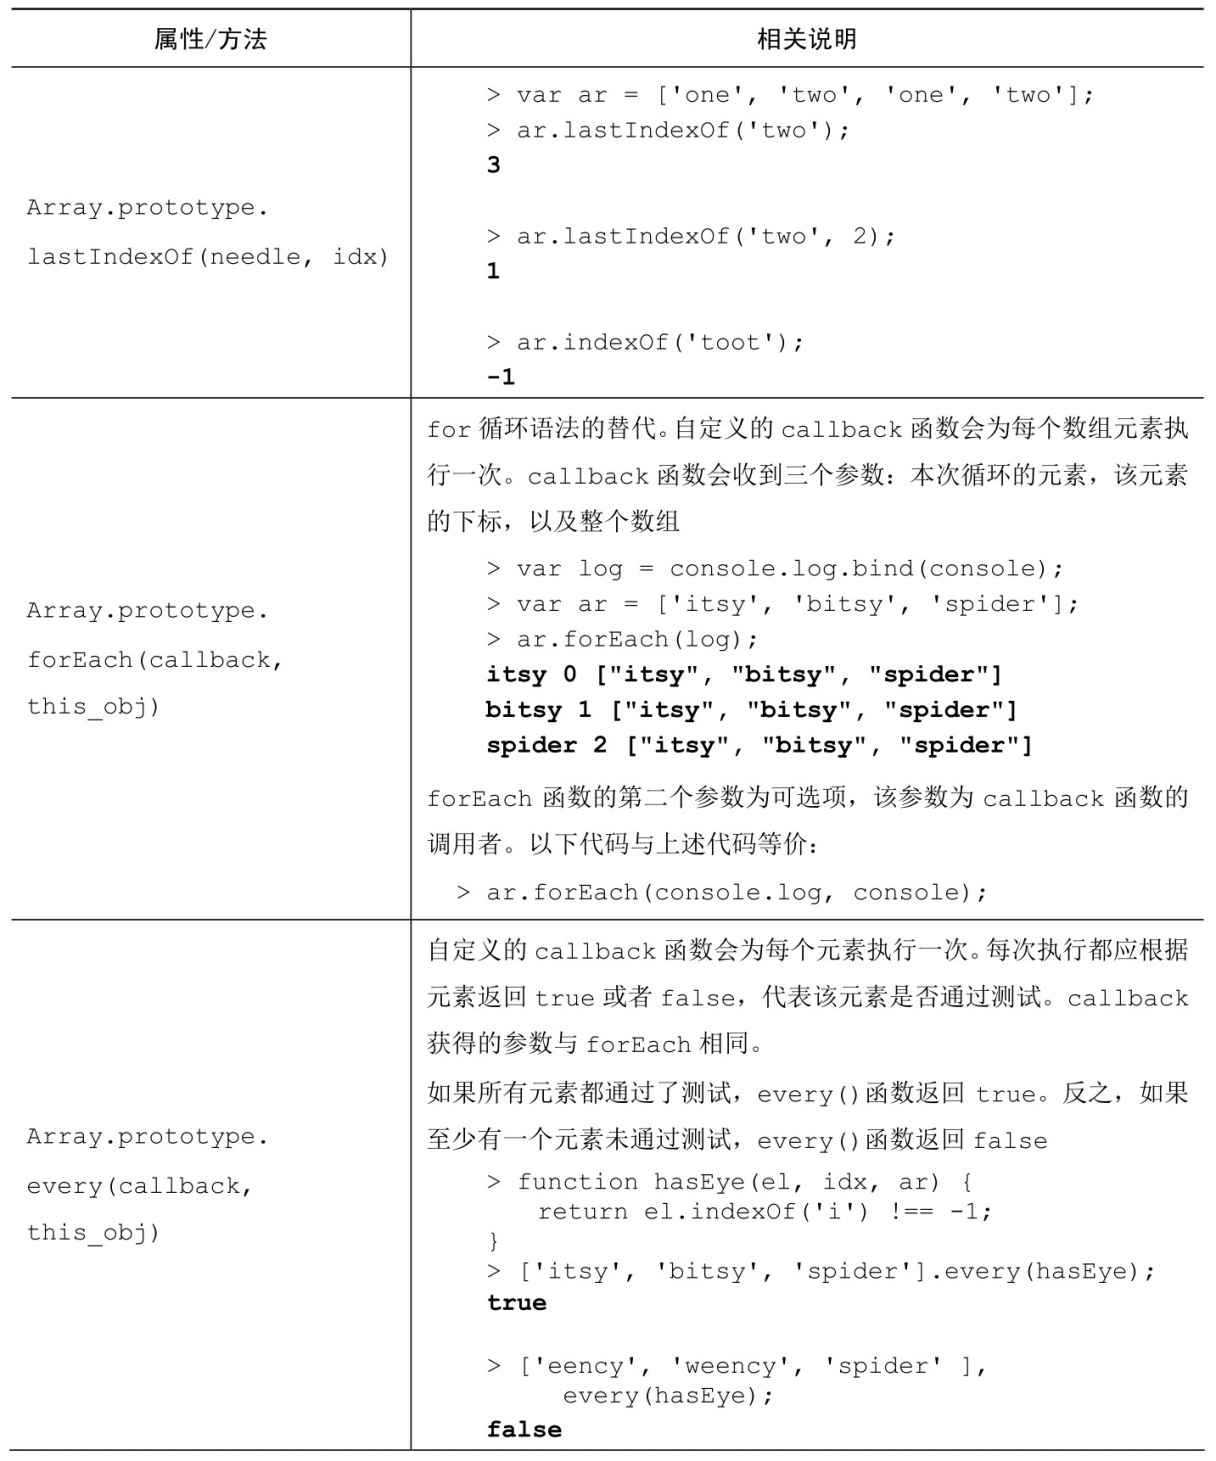 属性/方法
相关说明
Array.prototype.
lastIndexOf(needle, idx)
> var ar = ['one', 'two', 'one', 'two'];
> ar.lastIndexOf('two');
3
> ar.lastIndexOf('two', 2);
1
> ar.indexOf('toot');
-1
Array.prototype.
forEach(callback,
this_obj)
for 循环语法的替代。自定义的 callback 函数会为每个数组元素执
行一次。callback 函数会收到三个参数：本次循环的元素，该元素
的下标，以及整个数组
> var log = console.log.bind(console);
> var ar = ['itsy', 'bitsy', 'spider'];
> ar.forEach(log);
itsy 0 ["itsy", "bitsy", "spider"]
bitsy 1 ["itsy", "bitsy", "spider"]
spider 2 ["itsy", "bitsy", "spider"]
forEach 函数的第二个参数为可选项，该参数为 callback 函数的
调用者。以下代码与上述代码等价：
> ar.forEach(console.log, console);
Array.prototype.
every(callback,
this_obj)
自定义的 callback 函数会为每个元素执行一次。每次执行都应根据
元素返回 true 或者 false，代表该元素是否通过测试。callback
获得的参数与 forEach 相同。
如果所有元素都通过了测试，every()函数返回 true。反之，如果
至少有一个元素未通过测试，every()函数返回 false
> function hasEye(el, idx, ar) {
return el.indexOf('i') !== -1;
}
> ['itsy', 'bitsy', 'spider'].every(hasEye);
true
> ['eency', 'weency', 'spider' ],
every(hasEye);
false